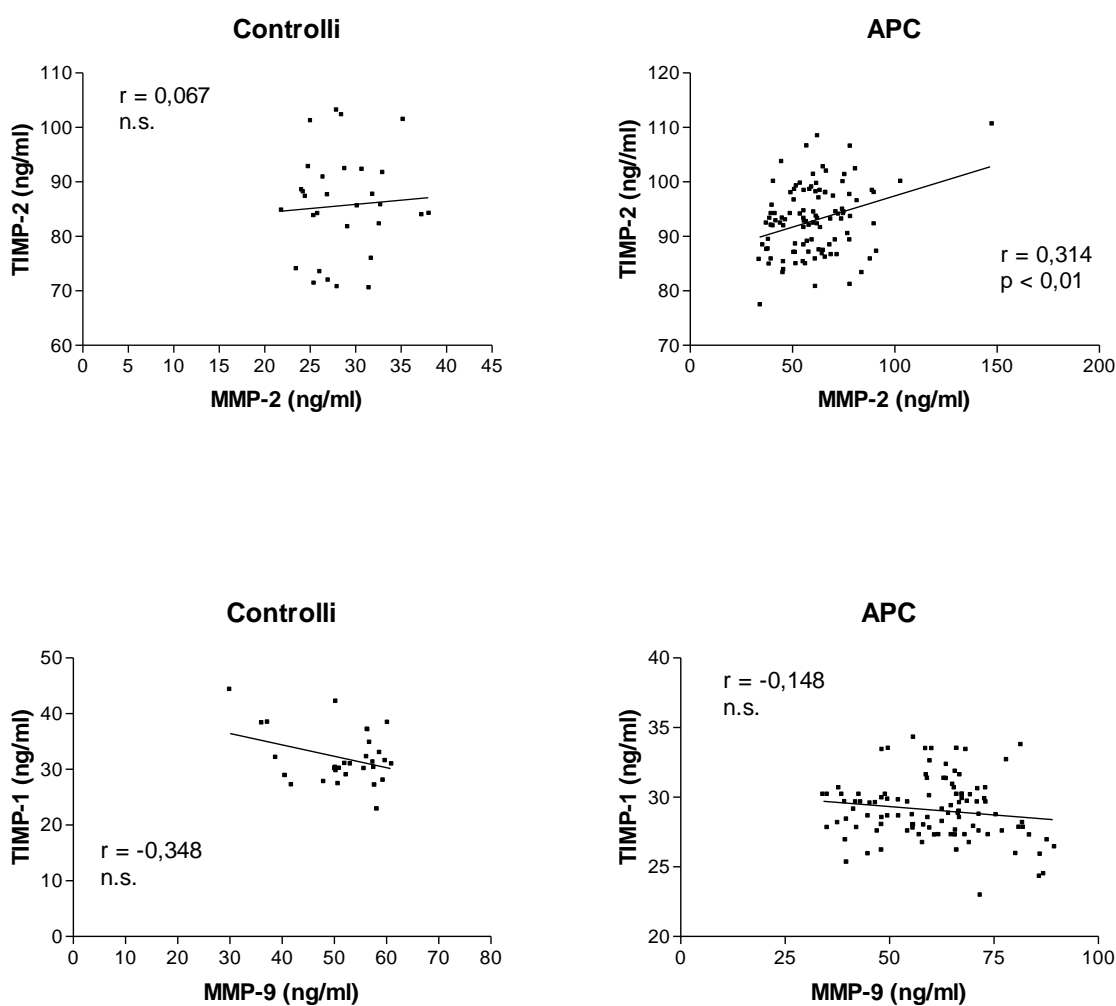 Controlli
r = 0,067
n.s.
TIMP-2 (ng/ml)
110
100
90
80
70
60
0 5 10 15 20 25 30 35 40 45
MMP-2 (ng/ml)
APC
r = 0,314
p < 0,01
TIMP-2 (ng//ml)
120
110
100
90
80
70
0 50 100 150 200
MMP-2 (ng/ml)
Controlli
r = -0,348
n.s.
TIMP-1 (ng/ml)
50
40
30
20
10
0
0 10 20 30 40 50 60 70 80
MMP-9 (ng/ml)
APC
r = -0,148
n.s.
TIMP-1 (ng/ml)
40
35
30
25
20
0 25 50 75 100
MMP-9 (ng/ml)